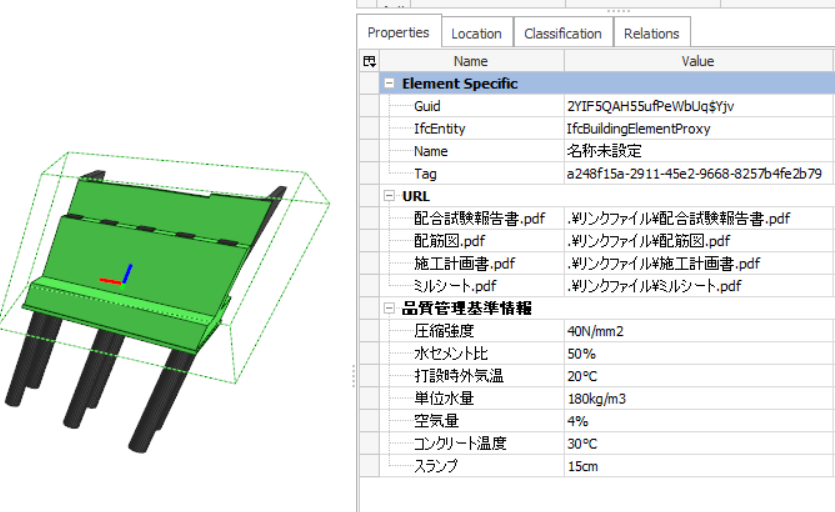 Properties Location Classification Relations
Name Value
Element Specific
Guid 2YIF5QAH55ufPeWbUq$Yjv
IfcEntity IfcBuildingElementProxy
Name 名称未設定
Tag a248f15a-2911-45e2-9668-8257b4fe2b79
URL
配合試験報告書.pdf .¥リンクファイル¥配合試験報告書.pdf
配筋図.pdf .¥リンクファイル¥配筋図.pdf
施工計画書.pdf .¥リンクファイル¥施工計画書.pdf
ミルシート.pdf .¥リンクファイル¥ミルシート.pdf
品質管理基準情報
圧縮強度 40N/mm2
水セメント比 50%
打設時外気温 20℃
単位水量 180kg/m3
空気量 4%
コンクリート温度 30℃
スランプ 15cm